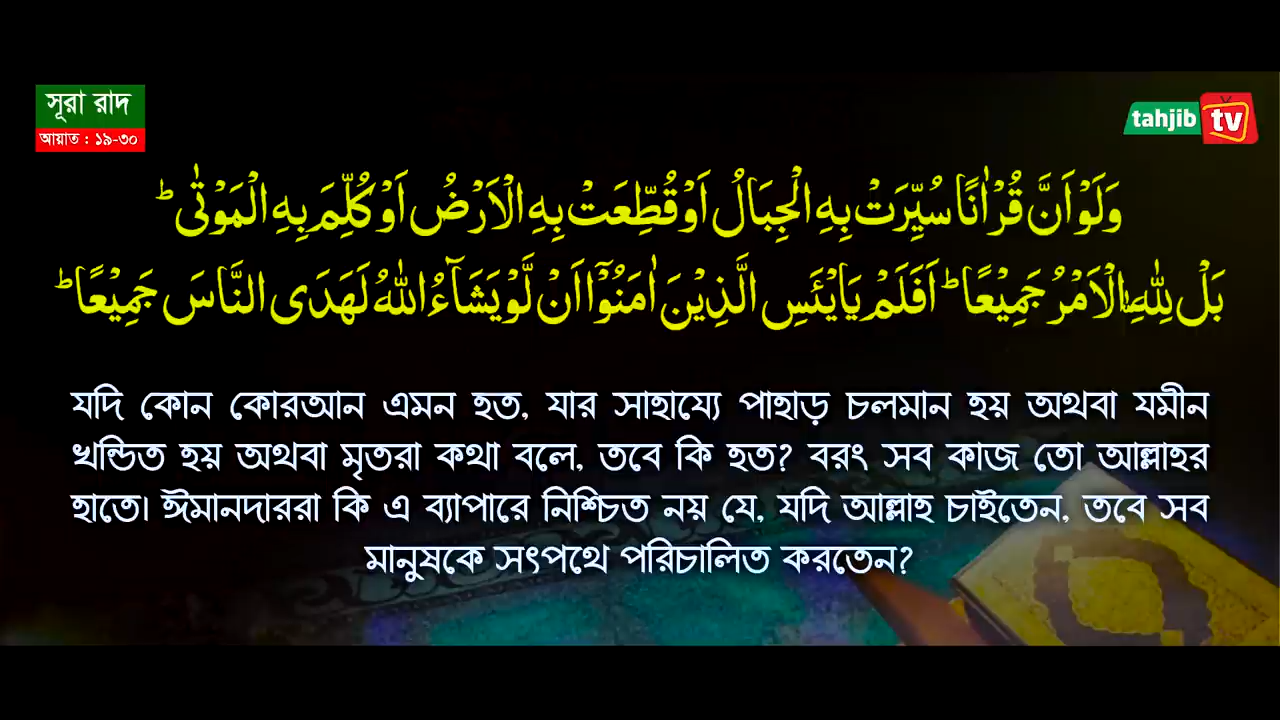 সূরা রাদ
আয়াত : ১৯-৩০
tahjib tv
وَلَوْ اَنَّ قُرْاٰنًا سُيِّرَتْ بِهِ الْجِبَالُ اَوْ قُطِّعَتْ بِهِ الْاَرْضُ اَوْ كُلِّمَ بِهِ الْمَوْتٰى ؕ
بَلْ لِّلّٰهِ الْاَمْرُ جَمِيْعًا ؕ اَفَلَمْ يَايْـَٔسِ الَّذِيْنَ اٰمَنُوْۤا اَنْ لَّوْ يَشَآءُ اللّٰهُ لَهَدَى النَّاسَ جَمِيْعًا ؕ
যদি কোন কোরআন এমন হত, যার সাহায্যে পাহাড় চলমান হয় অথবা যমীন
খন্ডিত হয় অথবা মৃতরা কথা বলে, তবে কি হত? বরং সব কাজ তো আল্লাহর
হাতে। ঈমানদাররা কি এ ব্যাপারে নিশ্চিত নয় যে, যদি আল্লাহ চাইতেন, তবে সব
মানুষকে সৎপথে পরিচালিত করতেন?